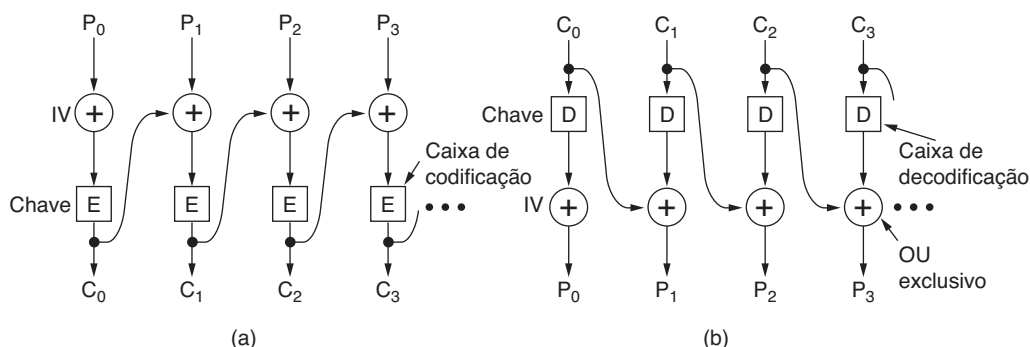 P0 P1 P2 P3
IV + + + +
Caixa de
codificação
Chave E E E E
C0 C1 C2 C3
(a)
C0 C1 C2 C3
Chave D D D D
Caixa de
decodificação
IV + + + +
OU
exclusivo
P0 P1 P2 P3
(b)